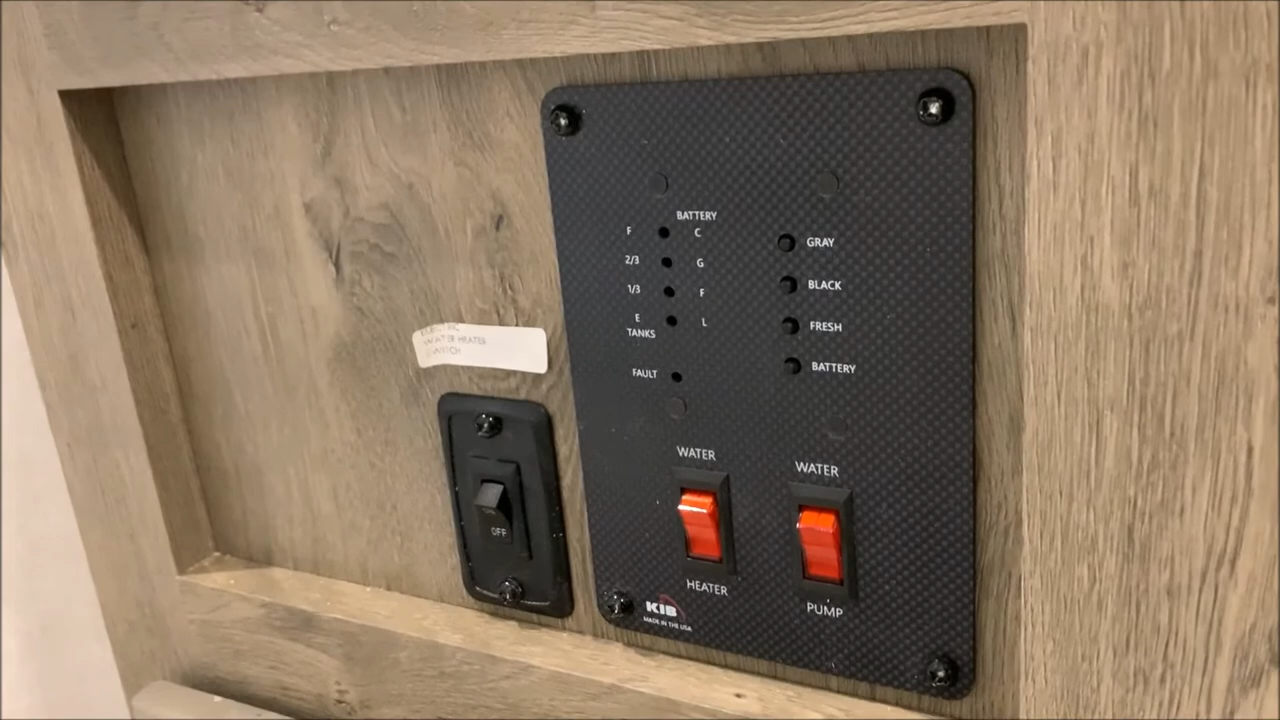 ELECTRIC
WATER HEATER
SWITCH
OFF
BATTERY
F C
2/3 G
1/3 F
E L
TANKS
FAULT
GRAY
BLACK
FRESH
BATTERY
WATER
HEATER
WATER
PUMP
KIB
MADE IN THE USA